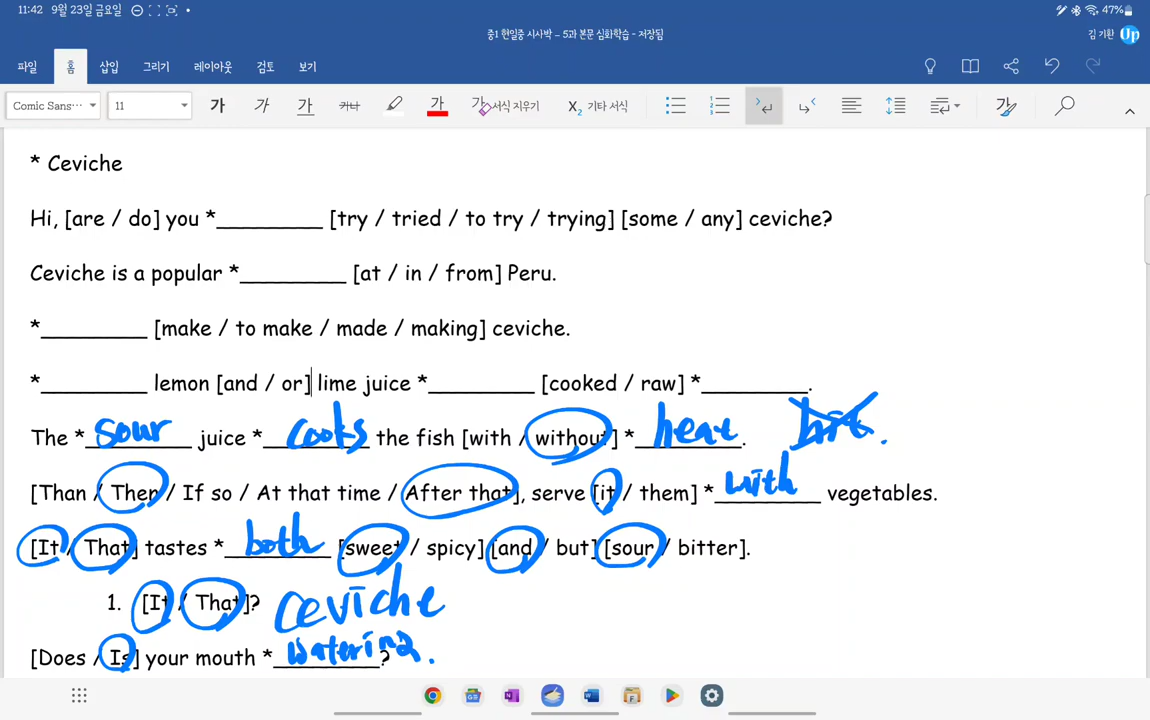 11:42 9월 23일 금요일 47%
중1 현일중 시사박 – 5과 본문 심화학습 - 저장됨
김 기환 Up
파일 홈 삽입 그리기 레이아웃 검토 보기
Comic Sans… 11 가 가 가 가나 가 가 서식 지우기 X₂ 기타 서식 가
* Ceviche
Hi, [are / do] you *_________ [try / tried / to try / trying] [some / any] ceviche?
Ceviche is a popular *_________ [at / in / from] Peru.
*_________ [make / to make / made / making] ceviche.
*_________ lemon [and / or] lime juice *_________ [cooked / raw] *_________.
The * sour juice * cooks the fish [with / without] * heat.
[Than / Then / If so / At that time / After that], serve [it / them] * with vegetables.
[It / That] tastes * both [sweet / spicy] [and / but] [sour / bitter].
1. [It / That]? ceviche
[Does / Is] your mouth * watering?